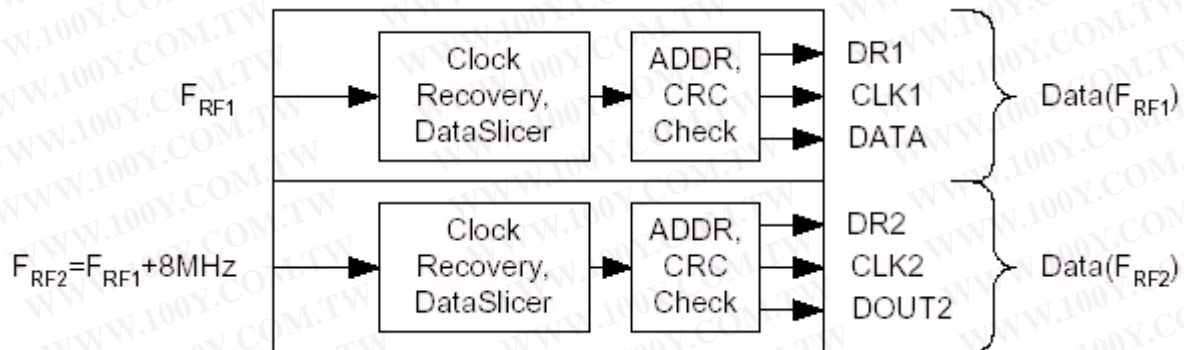 F_RF1
Clock
Recovery,
DataSlicer
ADDR,
CRC
Check
DR1
CLK1
DATA
Data(F_RF1)
F_RF2=F_RF1+8MHz
Clock
Recovery,
DataSlicer
ADDR,
CRC
Check
DR2
CLK2
DOUT2
Data(F_RF2)
WWW.100Y.COM.TW